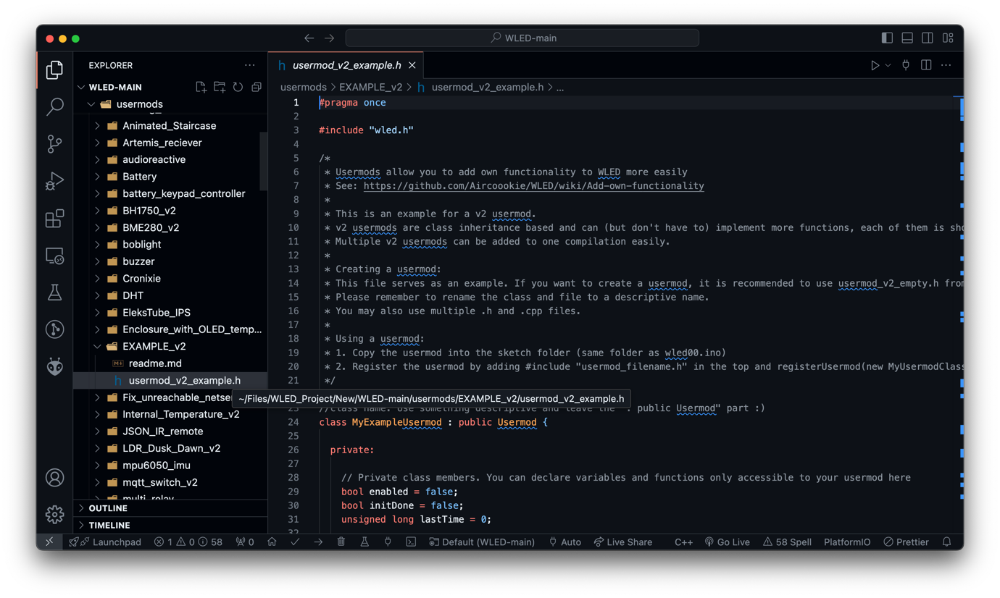 WLED-main
EXPLORER
WLED-MAIN
usermods
Animated_Staircase
Artemis_reciever
audioreactive
Battery
battery_keypad_controller
BH1750_v2
BME280_v2
boblight
buzzer
Cronixie
DHT
EleksTube_IPS
Enclosure_with_OLED_temp...
EXAMPLE_v2
readme.md
usermod_v2_example.h
Fix_unreachable_netse
Internal_Temperature_v2
JSON_IR_remote
LDR_Dusk_Dawn_v2
mpu6050_imu
mqtt_switch_v2
multi_relay
OUTLINE
TIMELINE
h usermod_v2_example.h
usermods > EXAMPLE_v2 > h usermod_v2_example.h > ...
1 #pragma once
2
3 #include "wled.h"
4
5 /*
6 * Usermods allow you to add own functionality to WLED more easily
7 * See: https://github.com/Aircoookie/WLED/wiki/Add-own-functionality
8 *
9 * This is an example for a v2 usermod.
10 * v2 usermods are class inheritance based and can (but don't have to) implement more functions, each of them is sho
11 * Multiple v2 usermods can be added to one compilation easily.
12 *
13 * Creating a usermod:
14 * This file serves as an example. If you want to create a usermod, it is recommended to use usermod_v2_empty.h from
15 * Please remember to rename the class and file to a descriptive name.
16 * You may also use multiple .h and .cpp files.
17 *
18 * Using a usermod:
19 * 1. Copy the usermod into the sketch folder (same folder as wled00.ino)
20 * 2. Register the usermod by adding #include "usermod_filename.h" in the top and registerUsermod(new MyUsermodClass
21 */
~/Files/WLED_Project/New/WLED-main/usermods/EXAMPLE_v2/usermod_v2_example.h
23 //Class name. Use something descriptive and leave the ": public Usermod" part :)
24 class MyExampleUsermod : public Usermod {
25
26 private:
27
28 // Private class members. You can declare variables and functions only accessible to your usermod here
29 bool enabled = false;
30 bool initDone = false;
31 unsigned long lastTime = 0;
32
Launchpad 1 0 58 0 Default (WLED-main) Auto Live Share C++ Go Live 58 Spell PlatformIO Prettier